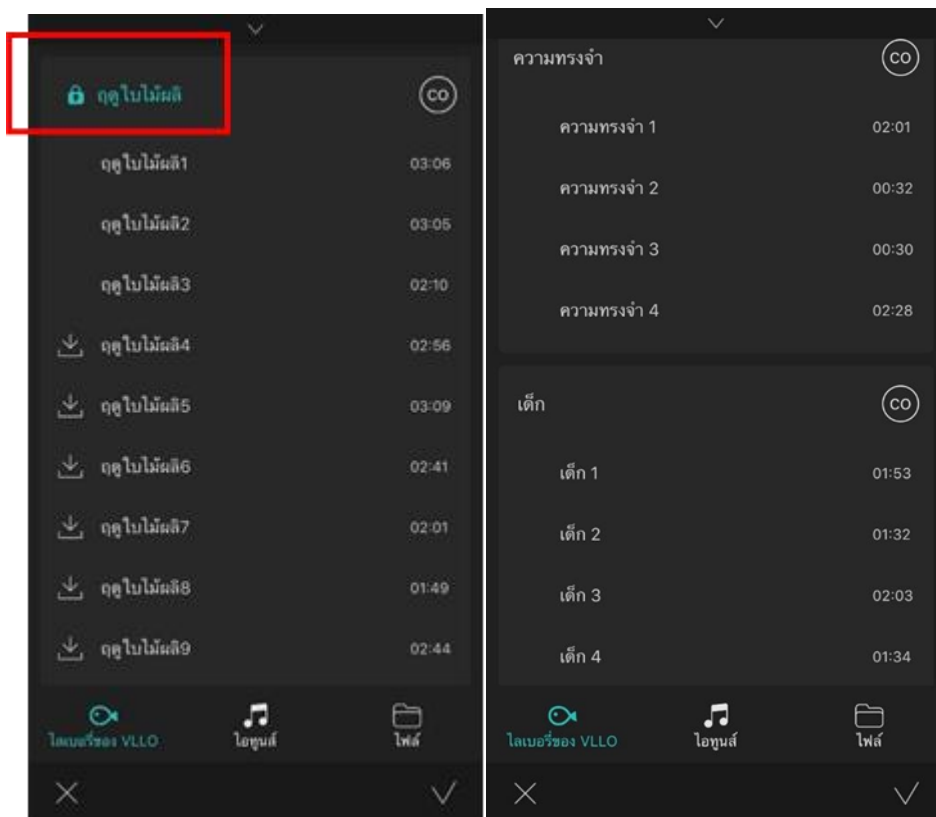 ฤดูใบไม้ผลิ CO
ฤดูใบไม้ผลิ1 03:06
ฤดูใบไม้ผลิ2 03:05
ฤดูใบไม้ผลิ3 02:10
ฤดูใบไม้ผลิ4 02:56
ฤดูใบไม้ผลิ5 03:09
ฤดูใบไม้ผลิ6 02:41
ฤดูใบไม้ผลิ7 02:01
ฤดูใบไม้ผลิ8 01:49
ฤดูใบไม้ผลิ9 02:44
ไลเบอรี่ของ VLLO ไอทูนส์ ไฟล์
ความทรงจำ CO
ความทรงจำ 1 02:01
ความทรงจำ 2 00:32
ความทรงจำ 3 00:30
ความทรงจำ 4 02:28
เด็ก CO
เด็ก 1 01:53
เด็ก 2 01:32
เด็ก 3 02:03
เด็ก 4 01:34
ไลเบอรี่ของ VLLO ไอทูนส์ ไฟล์